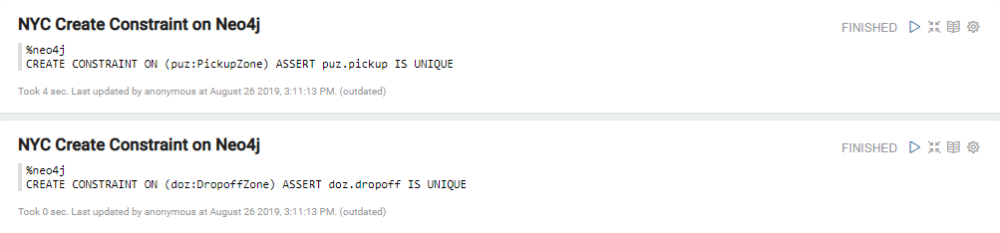 NYC Create Constraint on Neo4j
FINISHED
%neo4j
CREATE CONSTRAINT ON (puz:PickupZone) ASSERT puz.pickup IS UNIQUE
Took 4 sec. Last updated by anonymous at August 26 2019, 3:11:13 PM. (outdated)
NYC Create Constraint on Neo4j
FINISHED
%neo4j
CREATE CONSTRAINT ON (doz:DropoffZone) ASSERT doz.dropoff IS UNIQUE
Took 0 sec. Last updated by anonymous at August 26 2019, 3:11:13 PM. (outdated)